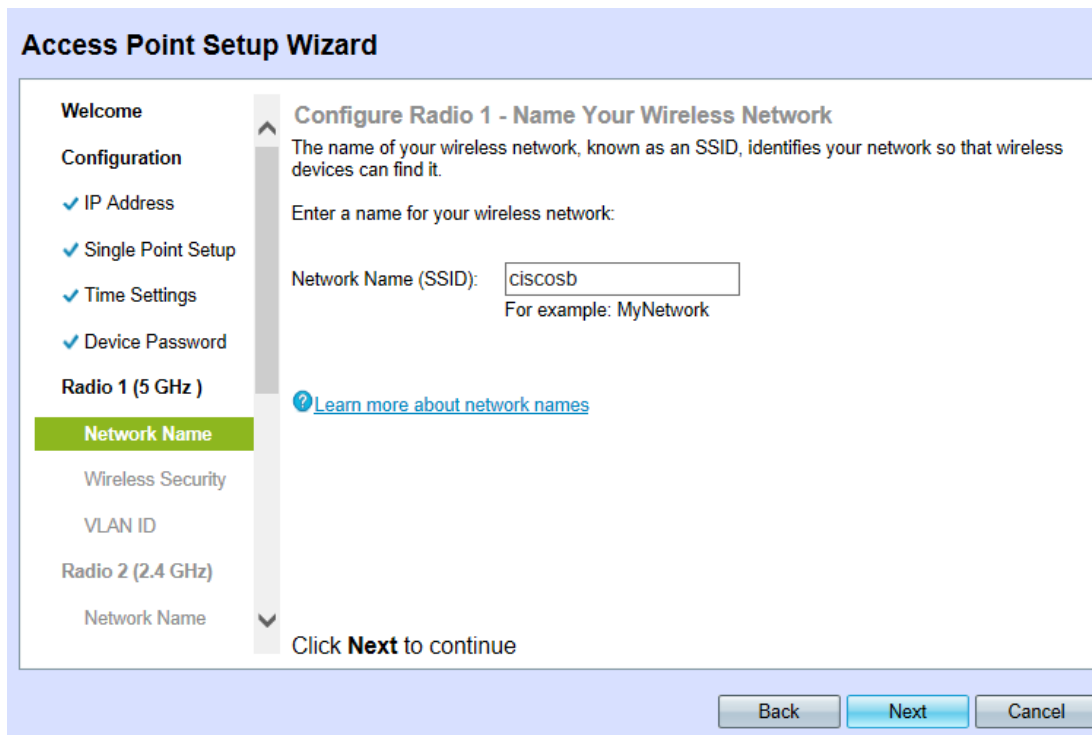 Access Point Setup Wizard
Welcome
Configuration
IP Address
Single Point Setup
Time Settings
Device Password
Radio 1 (5 GHz )
Network Name
Wireless Security
VLAN ID
Radio 2 (2.4 GHz)
Network Name
Configure Radio 1 - Name Your Wireless Network
The name of your wireless network, known as an SSID, identifies your network so that wireless
devices can find it.
Enter a name for your wireless network:
Network Name (SSID): ciscosb
For example: MyNetwork
?Learn more about network names
Click Next to continue
Back Next Cancel